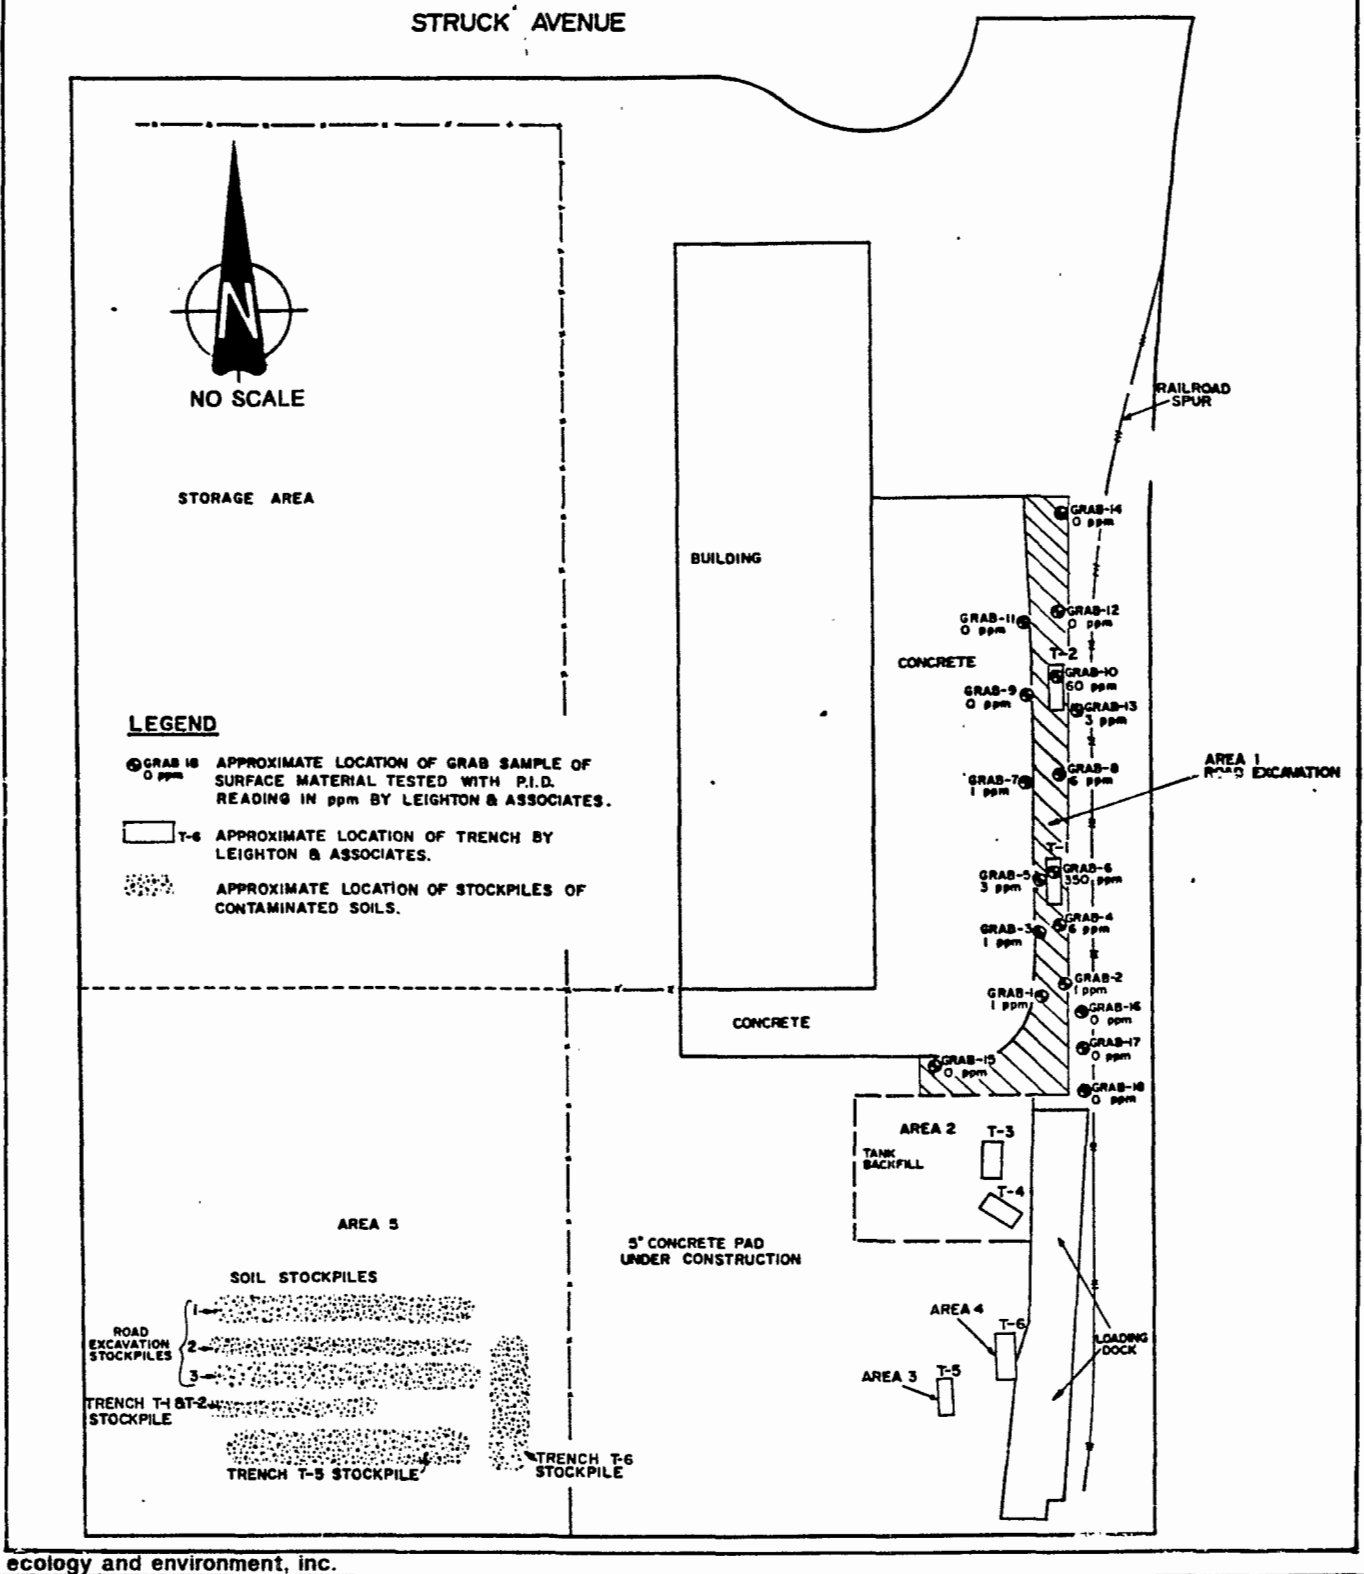 STRUCK AVENUE
N
NO SCALE
RAILROAD
SPUR
STORAGE AREA
GRAB-14
0 ppm
BUILDING
GRAB-12
0 ppm
GRAB-11
0 ppm
T-2
CONCRETE
GRAB-10
60 ppm
GRAB-9
0 ppm
GRAB-13
3 ppm
LEGEND
GRAB 18
0 ppm
APPROXIMATE LOCATION OF GRAB SAMPLE OF
SURFACE MATERIAL TESTED WITH P.I.D.
READING IN ppm BY LEIGHTON & ASSOCIATES.
T-6
APPROXIMATE LOCATION OF TRENCH BY
LEIGHTON & ASSOCIATES.
APPROXIMATE LOCATION OF STOCKPILES OF
CONTAMINATED SOILS.
AREA 1
ROAD EXCAVATION
GRAB-8
6 ppm
GRAB-7
1 ppm
T-1
GRAB-6
350 ppm
GRAB-5
3 ppm
GRAB-4
6 ppm
GRAB-3
1 ppm
GRAB-2
1 ppm
GRAB-1
1 ppm
GRAB-16
0 ppm
CONCRETE
GRAB-17
0 ppm
GRAB-15
0 ppm
GRAB-18
0 ppm
AREA 2
T-3
TANK
BACKFILL
T-4
AREA 5
5" CONCRETE PAD
UNDER CONSTRUCTION
SOIL STOCKPILES
1
ROAD
EXCAVATION
STOCKPILES
2
3
AREA 4
T-6
LOADING
DOCK
AREA 3
T-5
TRENCH T-1 & T-2
STOCKPILE
TRENCH T-5 STOCKPILE
TRENCH T-6
STOCKPILE
ecology and environment, inc.